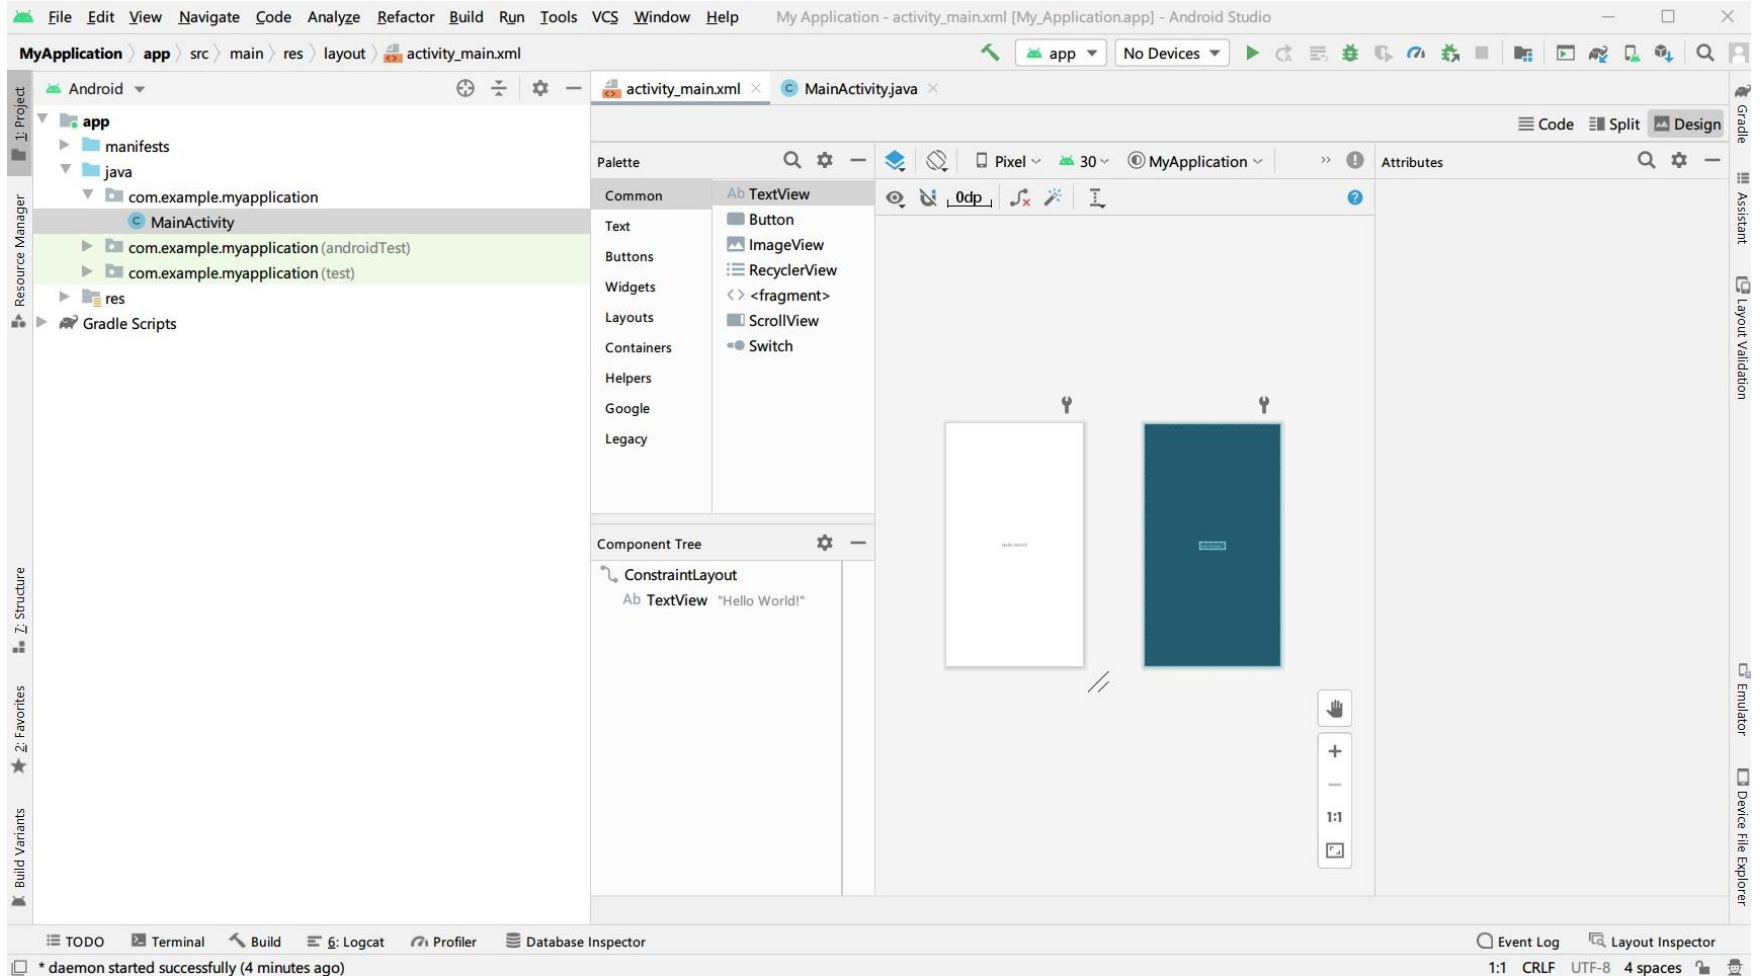 File Edit View Navigate Code Analyze Refactor Build Run Tools VCS Window Help My Application - activity_main.xml [My_Application.app] - Android Studio
MyApplication app src main res layout activity_main.xml app No Devices
Android
activity_main.xml MainActivity.java
Code Split Design
app
manifests
java
com.example.myapplication
MainActivity
com.example.myapplication (androidTest)
com.example.myapplication (test)
res
Gradle Scripts
1: Project
Resource Manager
7: Structure
2: Favorites
Build Variants
Palette
Common
Text
Buttons
Widgets
Layouts
Containers
Helpers
Google
Legacy
Ab TextView
Button
ImageView
RecyclerView
<fragment>
ScrollView
Switch
Component Tree
ConstraintLayout
Ab TextView "Hello World!"
Pixel 30 MyApplication
0dp
Hello World!
1:1
Attributes
Gradle
Assistant
Layout Validation
Emulator
Device File Explorer
TODO Terminal Build 6: Logcat Profiler Database Inspector Event Log Layout Inspector
* daemon started successfully (4 minutes ago) 1:1 CRLF UTF-8 4 spaces